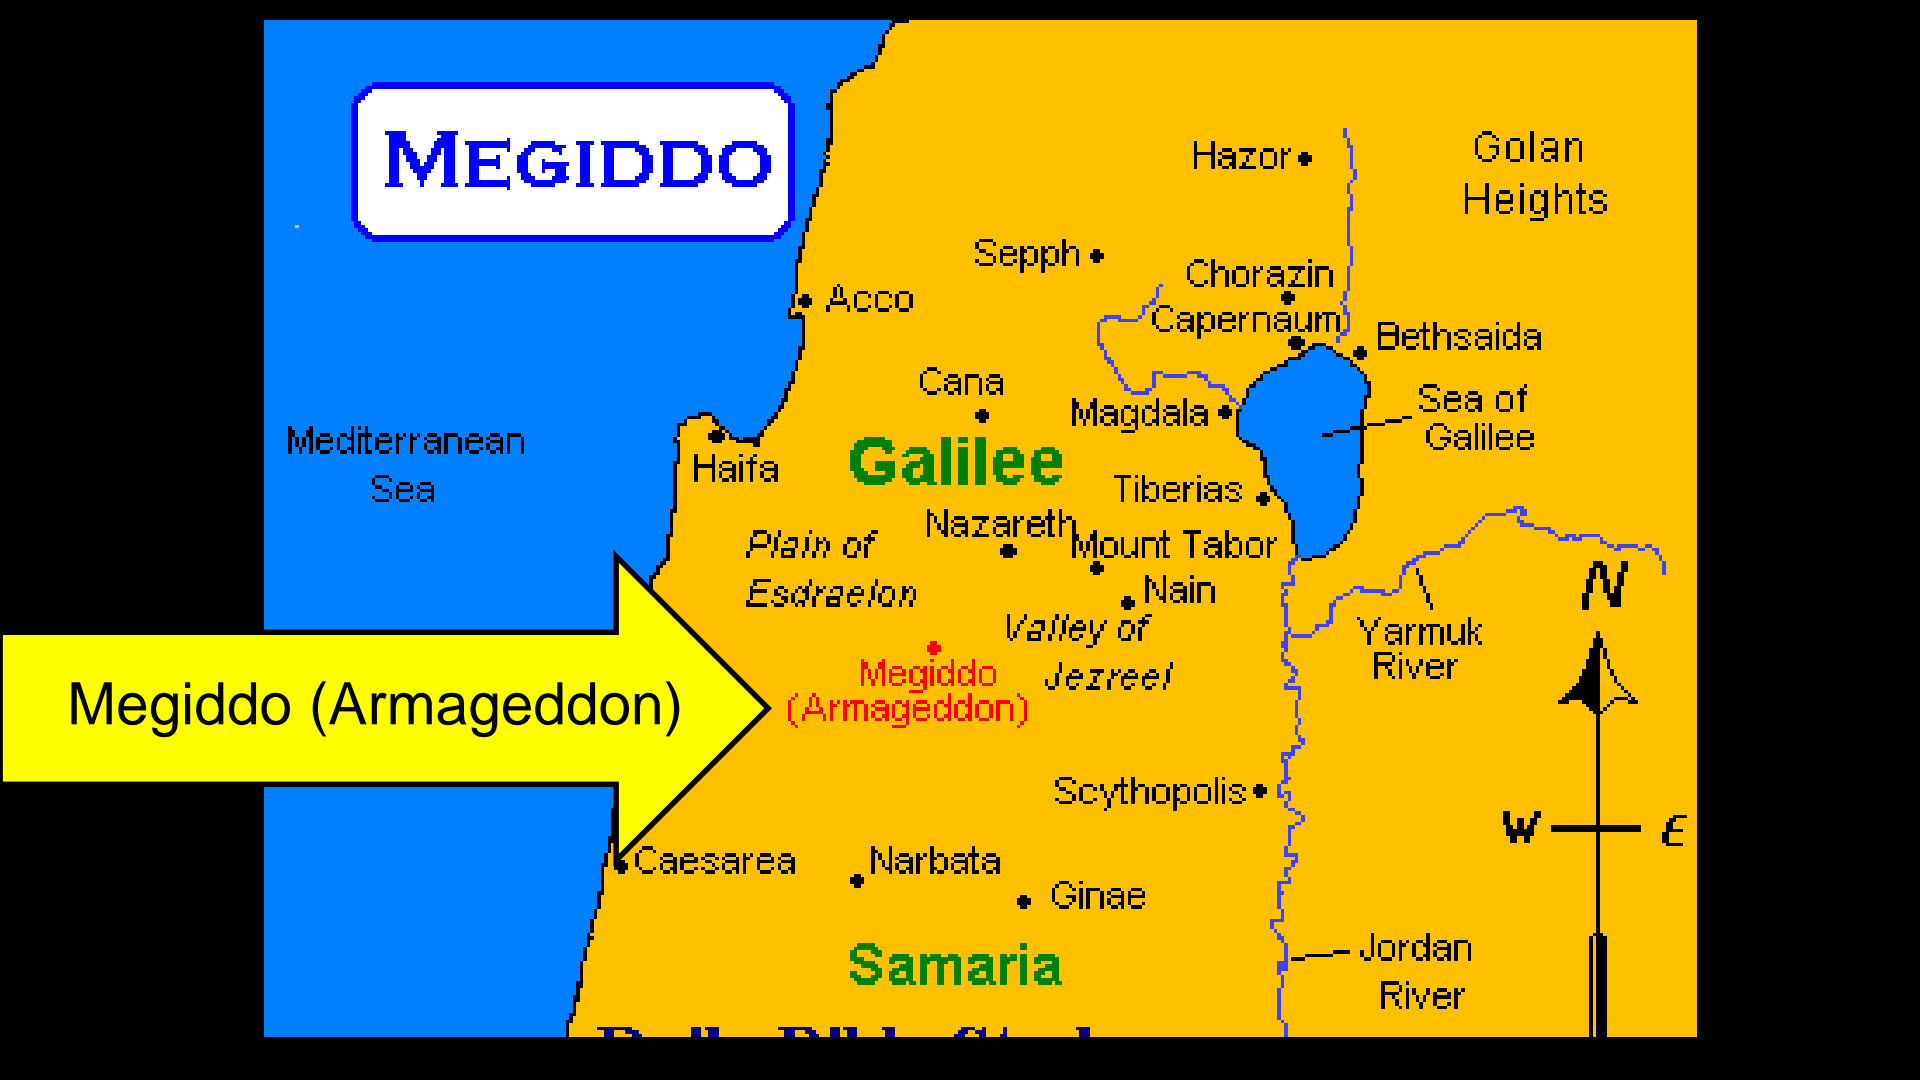 MEGIDDO
Hazor
Golan
Heights
Sepph
Chorazin
Acco
Capernaum
Bethsaida
Cana
Magdala
Sea of
Galilee
Mediterranean
Sea
Haifa
Galilee
Tiberias
Nazareth
Mount Tabor
Plain of
Esdraelon
Nain
N
Valley of
Jezreel
Yarmuk
River
Megiddo
(Armageddon)
Megiddo (Armageddon)
Scythopolis
W
E
Caesarea
Narbata
Ginae
Samaria
Jordan
River